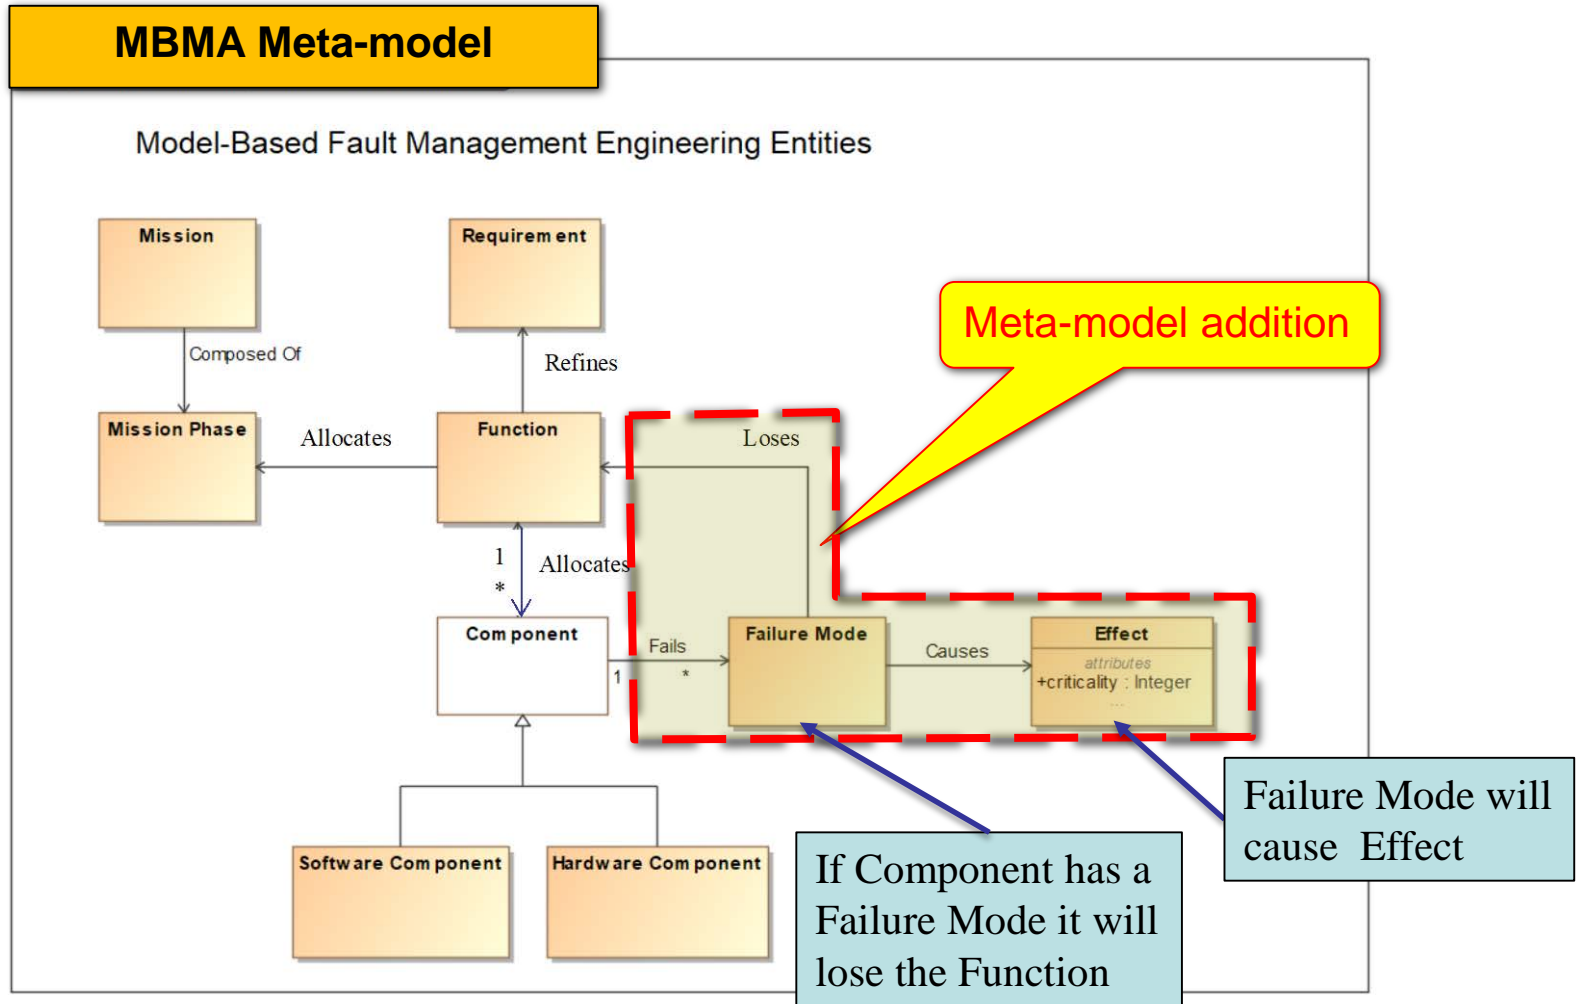 MBMA Meta-model
Model-Based Fault Management Engineering Entities
Mission
Requirement
Meta-model addition
Composed Of
Refines
Mission Phase
Allocates
Function
Loses
1
Allocates
*
Component
Fails
1
*
Failure Mode
Causes
Effect
attributes
+criticality : Integer
...
Software Component
Hardware Component
If Component has a
Failure Mode it will
lose the Function
Failure Mode will
cause Effect